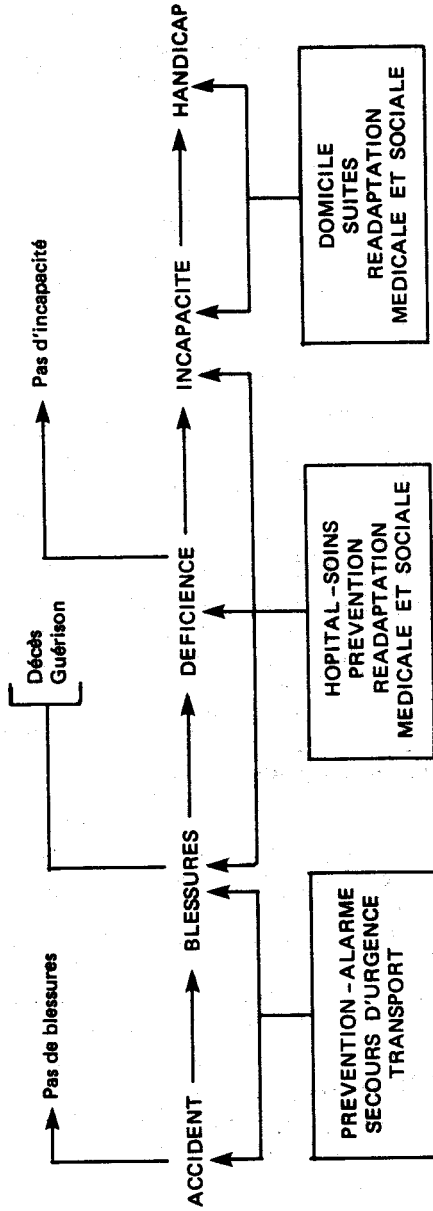 Pas de blessures
Décès
Guérison
Pas d'incapacité
ACCIDENT
BLESSURES
DEFICIENCE
INCAPACITE
HANDICAP
PREVENTION-ALARME
SECOURS D'URGENCE
TRANSPORT
HOPITAL-SOINS
PREVENTION
READAPTATION
MEDICALE ET SOCIALE
DOMICILE
SUITES
READAPTATION
MEDICALE ET SOCIALE